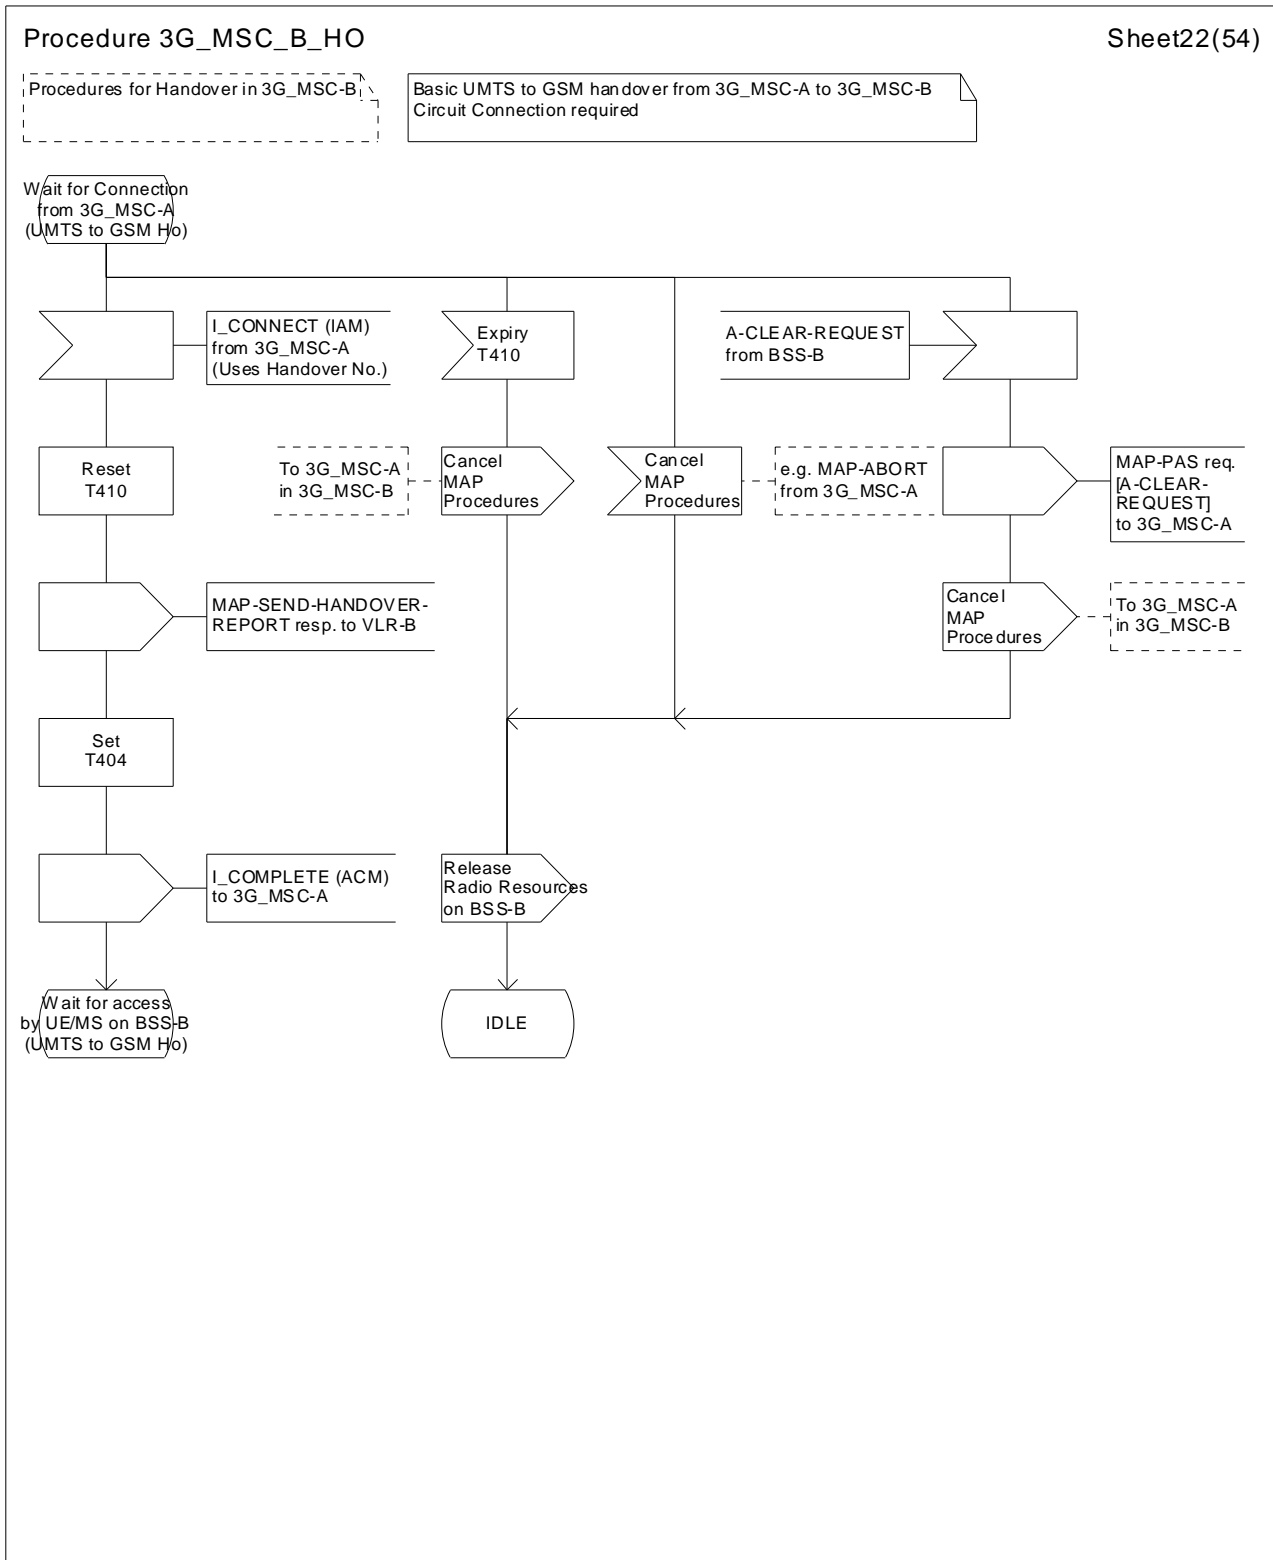 Procedure 3G_MSC_B_HO
Sheet22(54)
Procedures for Handover in 3G_MSC-B
Basic UMTS to GSM handover from 3G_MSC-A to 3G_MSC-B
Circuit Connection required
Wait for Connection
from 3G_MSC-A
(UMTS to GSM Ho)
I_CONNECT (IAM)
from 3G_MSC-A
(Uses Handover No.)
Expiry
T410
A-CLEAR-REQUEST
from BSS-B
Reset
T410
To 3G_MSC-A
in 3G_MSC-B
Cancel
MAP
Procedures
Cancel
MAP
Procedures
e.g. MAP-ABORT
from 3G_MSC-A
MAP-PAS req.
[A-CLEAR-
REQUEST]
to 3G_MSC-A
MAP-SEND-HANDOVER-
REPORT resp. to VLR-B
Cancel
MAP
Procedures
To 3G_MSC-A
in 3G_MSC-B
Set
T404
I_COMPLETE (ACM)
to 3G_MSC-A
Release
Radio Resources
on BSS-B
Wait for access
by UE/MS on BSS-B
(UMTS to GSM Ho)
IDLE